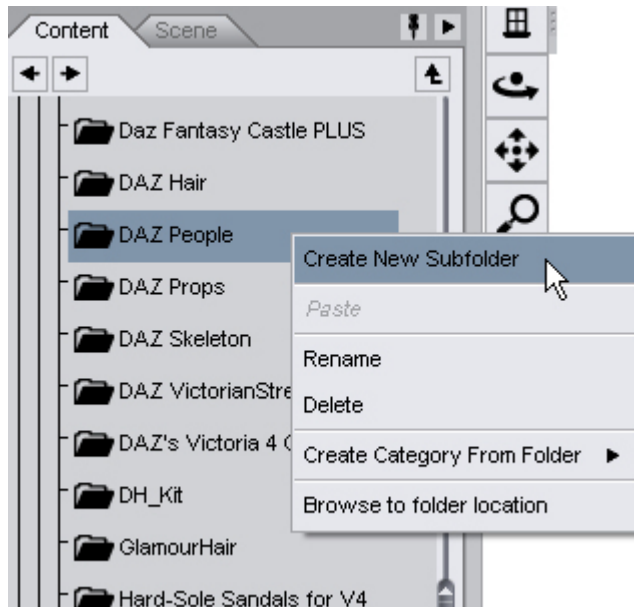 Content Scene
Daz Fantasy Castle PLUS
DAZ Hair
DAZ People
DAZ Props
DAZ Skeleton
DAZ VictorianStre
DAZ's Victoria 4
DH_Kit
GlamourHair
Hard-Sole Sandals for V4
Create New Subfolder
Paste
Rename
Delete
Create Category From Folder
Browse to folder location